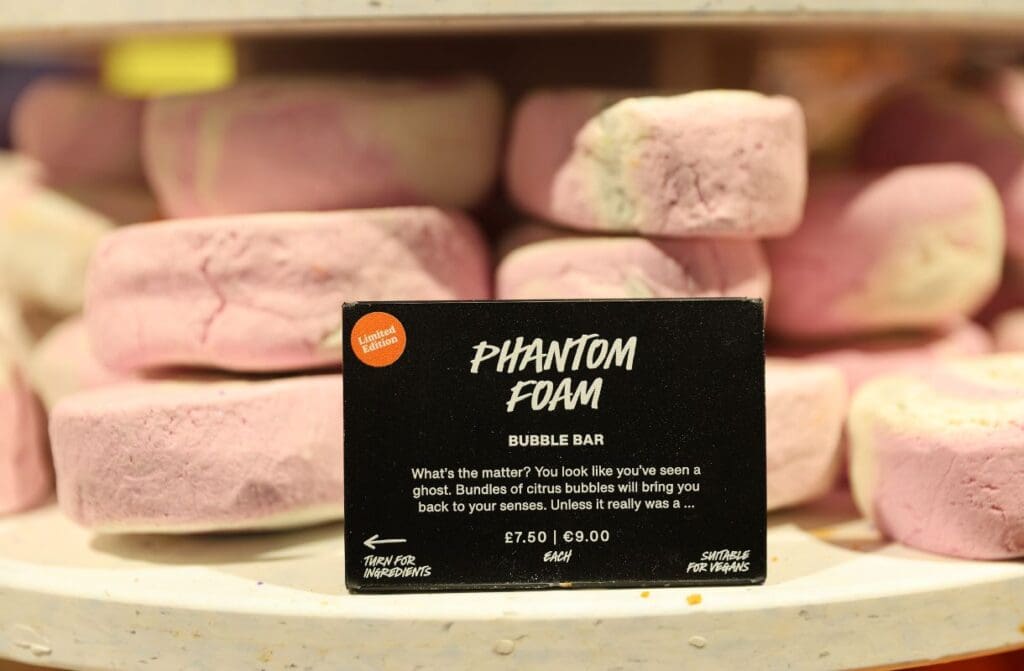 Limited
Edition
PHANTOM
FOAM
BUBBLE BAR
What's the matter? You look like you've seen a
ghost. Bundles of citrus bubbles will bring you
back to your senses. Unless it really was a ...
£7.50 | €9.00
EACH
TURN FOR
INGREDIENTS
SUITABLE
FOR VEGANS